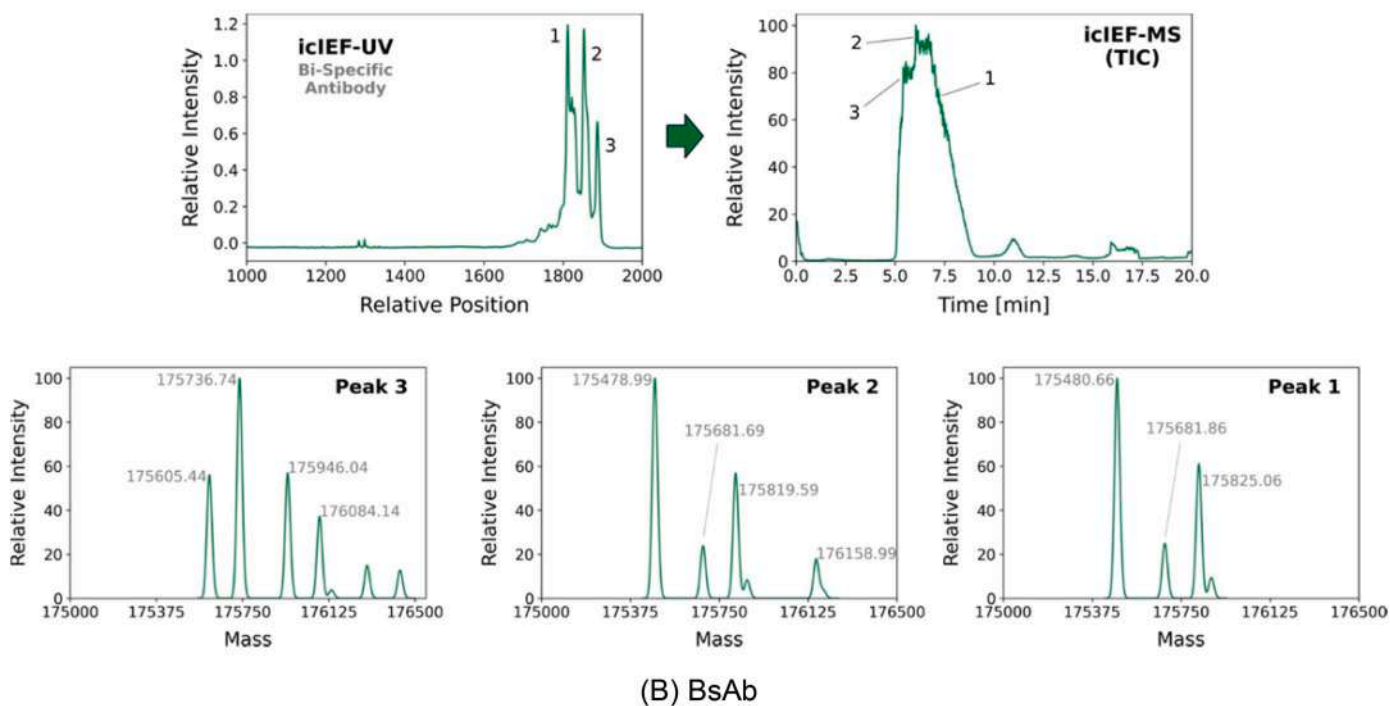 icIEF-UV
Bi-Specific
Antibody
1
2
3
1.2
1.0
0.8
0.6
0.4
0.2
0.0
1000 1200 1400 1600 1800 2000
Relative Position
Relative Intensity
icIEF-MS
(TIC)
2
3
1
100
80
60
40
20
0
0.0 2.5 5.0 7.5 10.0 12.5 15.0 17.5 20.0
Time [min]
Relative Intensity
Peak 3
175736.74
175605.44
175946.04
176084.14
100
80
60
40
20
0
175000 175375 175750 176125 176500
Mass
Relative Intensity
Peak 2
175478.99
175681.69
175819.59
176158.99
100
80
60
40
20
0
175000 175375 175750 176125 176500
Mass
Relative Intensity
Peak 1
175480.66
175681.86
175825.06
100
80
60
40
20
0
175000 175375 175750 176125 176500
Mass
Relative Intensity
(B) BsAb